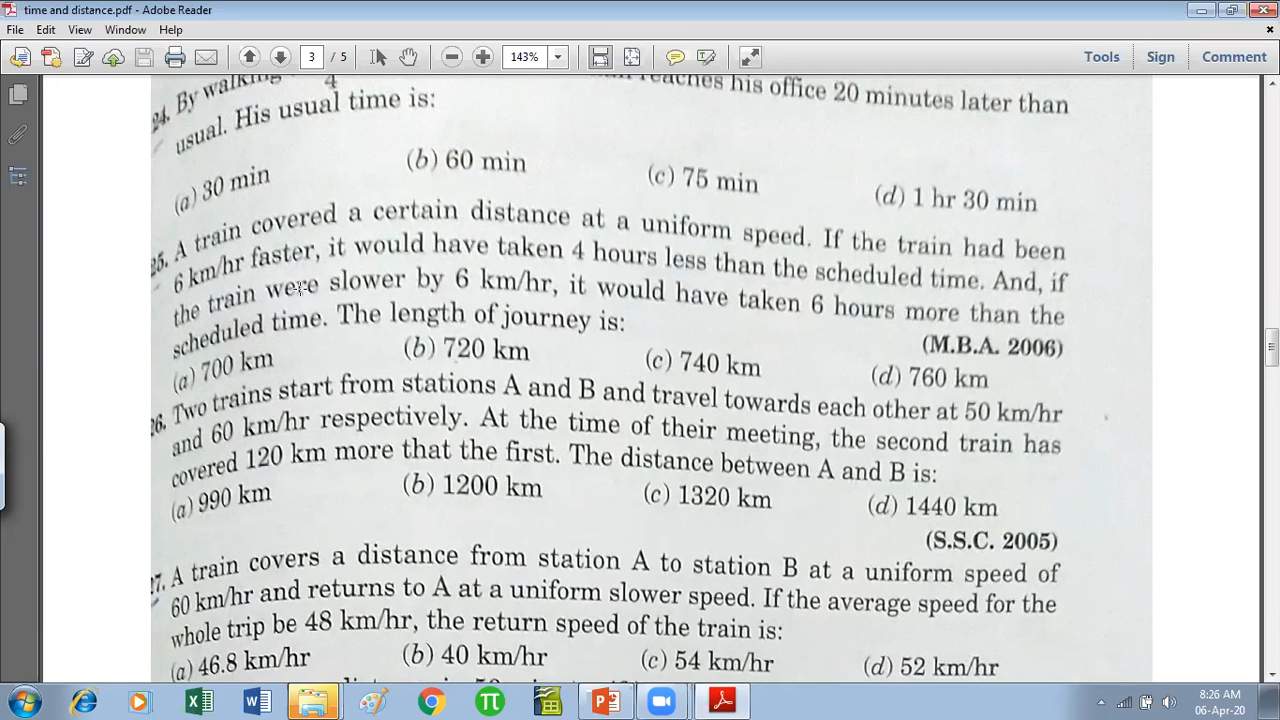 time and distance.pdf - Adobe Reader
File Edit View Window Help
3 / 5 143% Tools Sign Comment
24. By walking 4 reaches his office 20 minutes later than
usual. His usual time is:
(a) 30 min (b) 60 min (c) 75 min (d) 1 hr 30 min
25. A train covered a certain distance at a uniform speed. If the train had been
6 km/hr faster, it would have taken 4 hours less than the scheduled time. And, if
the train were slower by 6 km/hr, it would have taken 6 hours more than the
scheduled time. The length of journey is: (M.B.A. 2006)
(a) 700 km (b) 720 km (c) 740 km (d) 760 km
26. Two trains start from stations A and B and travel towards each other at 50 km/hr
and 60 km/hr respectively. At the time of their meeting, the second train has
covered 120 km more that the first. The distance between A and B is:
(a) 990 km (b) 1200 km (c) 1320 km (d) 1440 km
(S.S.C. 2005)
27. A train covers a distance from station A to station B at a uniform speed of
60 km/hr and returns to A at a uniform slower speed. If the average speed for the
whole trip be 48 km/hr, the return speed of the train is:
(a) 46.8 km/hr (b) 40 km/hr (c) 54 km/hr (d) 52 km/hr
8:26 AM
06-Apr-20